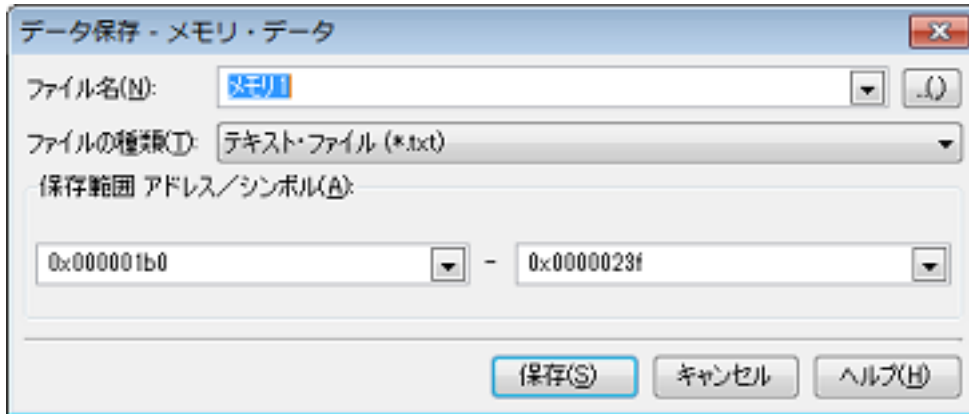 データ保存 - メモリ・データ
ファイル名(N): メモリ1 ...
ファイルの種類(T): テキスト・ファイル (*.txt)
保存範囲 アドレス／シンボル(A):
0x000001b0 - 0x0000023f
保存(S) キャンセル ヘルプ(H)